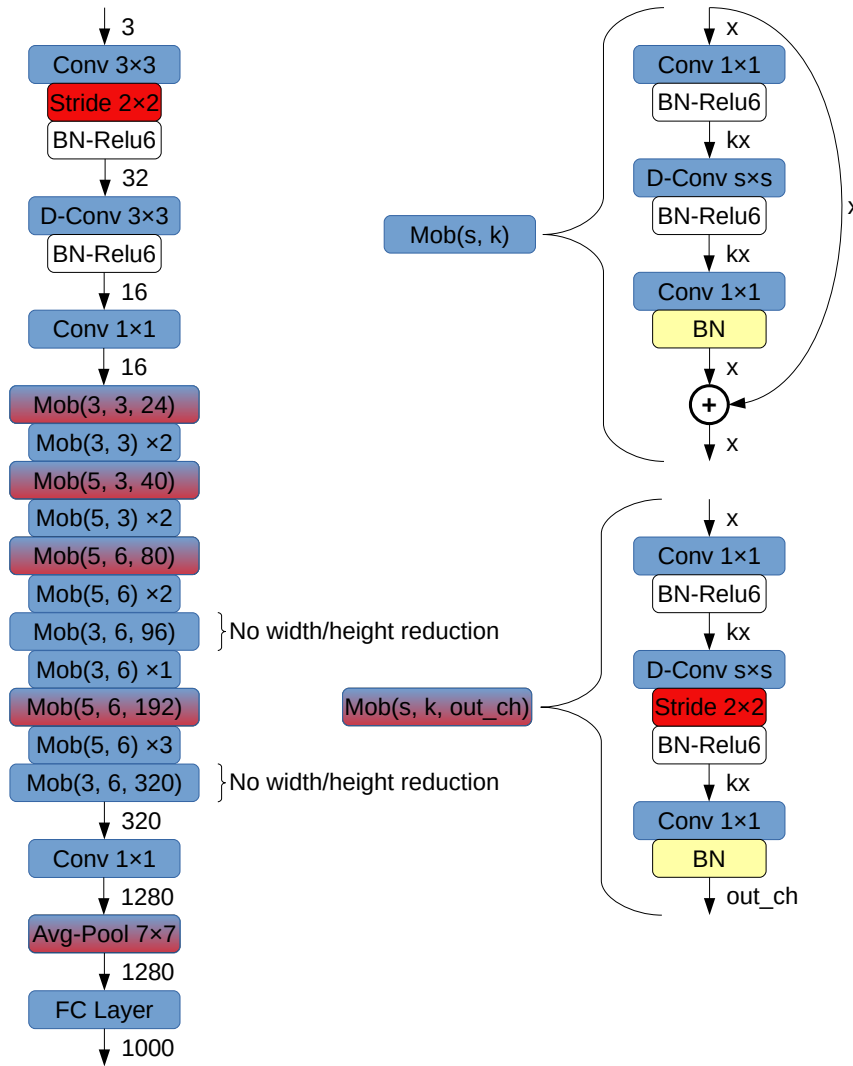 3
Conv 3×3
Stride 2×2
BN-Relu6
32
D-Conv 3×3
BN-Relu6
16
Conv 1×1
16
Mob(3, 3, 24)
Mob(3, 3) ×2
Mob(5, 3, 40)
Mob(5, 3) ×2
Mob(5, 6, 80)
Mob(5, 6) ×2
Mob(3, 6, 96)
No width/height reduction
Mob(3, 6) ×1
Mob(5, 6, 192)
Mob(5, 6) ×3
Mob(3, 6, 320)
No width/height reduction
320
Conv 1×1
1280
Avg-Pool 7×7
1280
FC Layer
1000
Mob(s, k)
x
Conv 1×1
BN-Relu6
kx
D-Conv s×s
BN-Relu6
kx
Conv 1×1
BN
x
+
x
x
Mob(s, k, out_ch)
x
Conv 1×1
BN-Relu6
kx
D-Conv s×s
Stride 2×2
BN-Relu6
kx
Conv 1×1
BN
out_ch